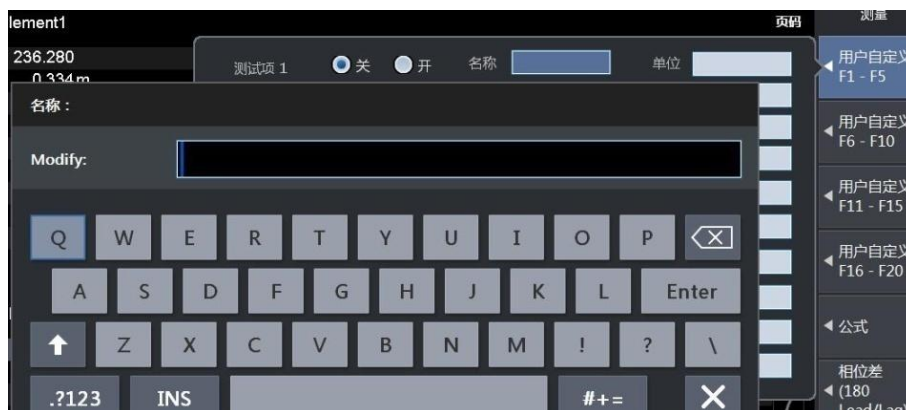 lement1
页码
测量
236.280
0.334m
测试项 1 关 开 名称 单位
用户自定义
F1 - F5
名称：
Modify:
用户自定义
F6 - F10
用户自定义
F11 - F15
用户自定义
F16 - F20
公式
相位差
(180
Lead/Lag)
Q W E R T Y U I O P
A S D F G H J K L Enter
Z X C V B N M ! ? \
.?123 INS #+=